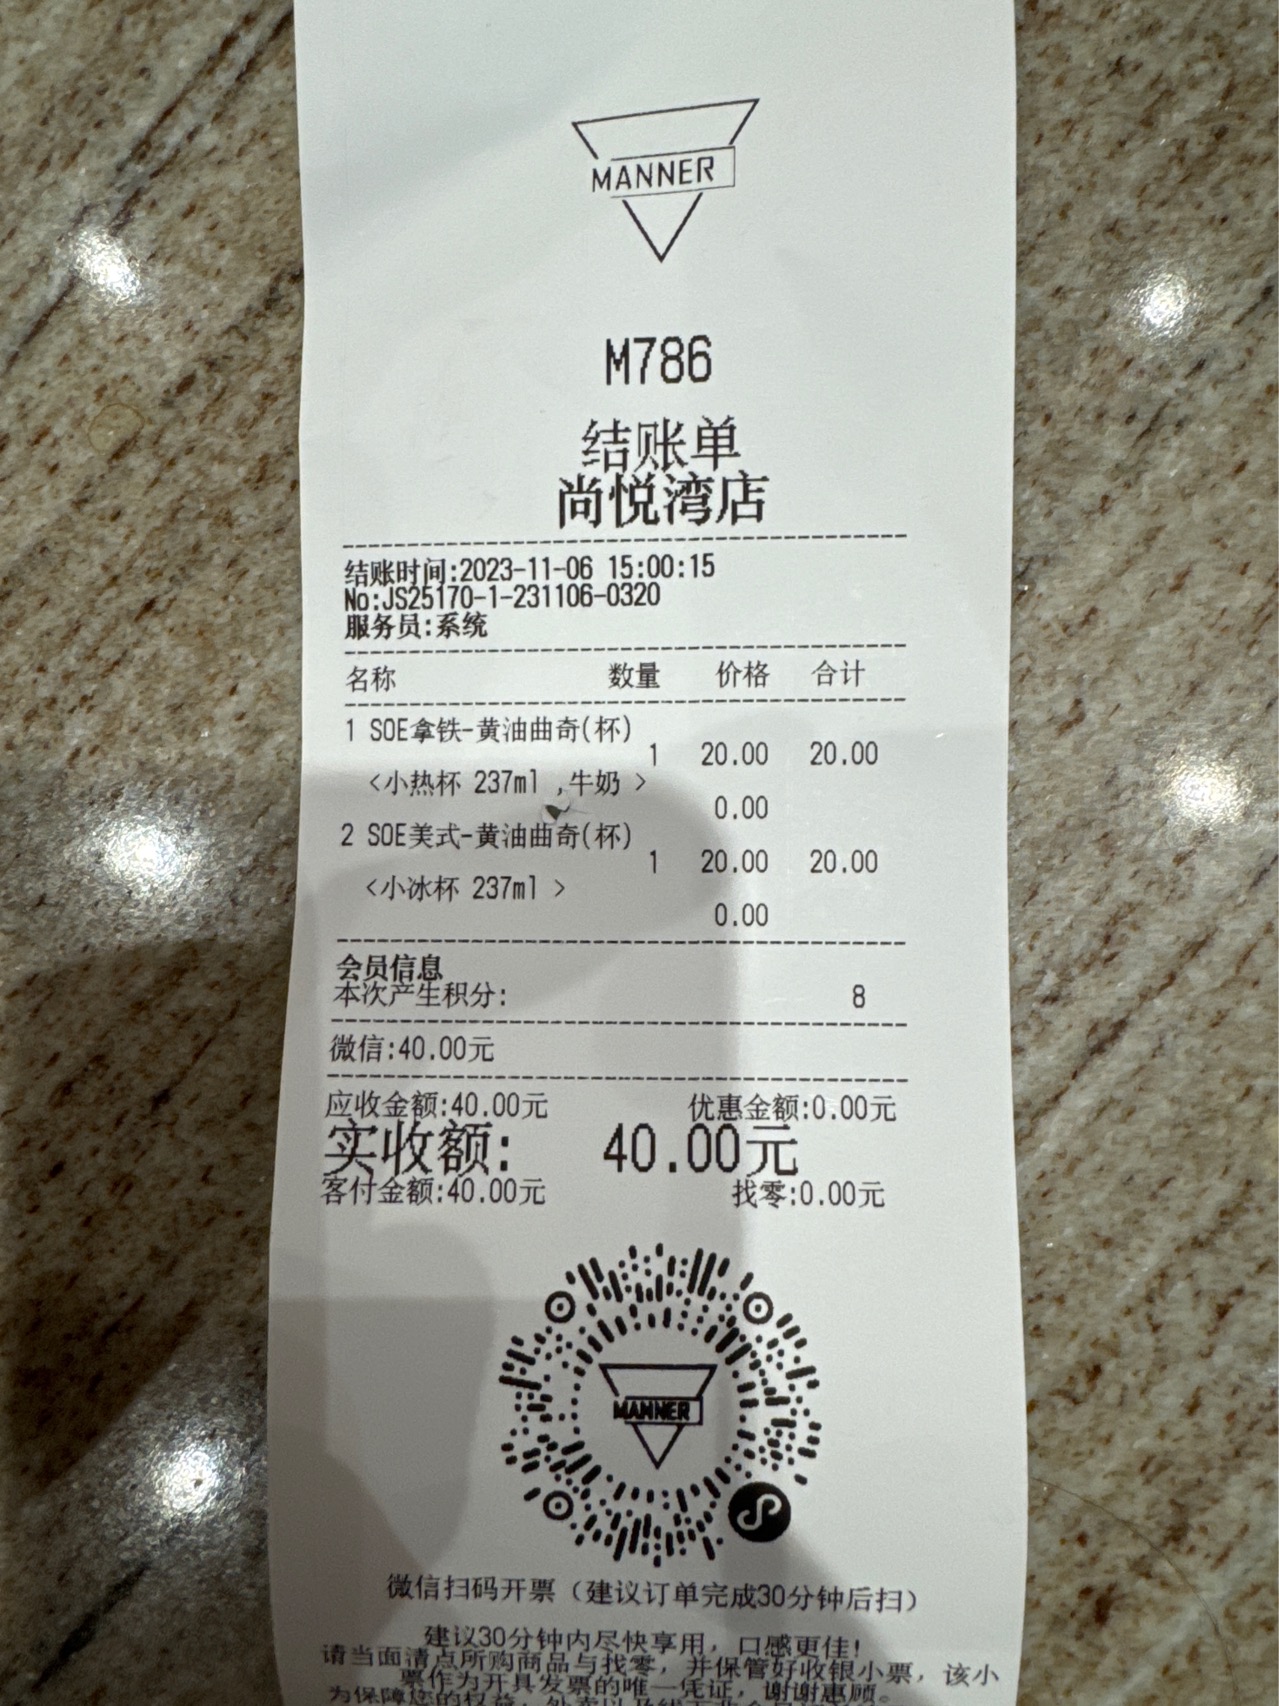 MANNER
M786
结账单
尚悦湾店
结账时间:2023-11-06 15:00:15
No:JS25170-1-231106-0320
服务员:系统
名称 数量 价格 合计
1 SOE拿铁-黄油曲奇(杯)
1 20.00 20.00
<小热杯 237ml ,牛奶 >
0.00
2 SOE美式-黄油曲奇(杯)
1 20.00 20.00
<小冰杯 237ml >
0.00
会员信息
本次产生积分: 8
微信:40.00元
应收金额:40.00元 优惠金额:0.00元
实收额: 40.00元
客付金额:40.00元 找零:0.00元
MANNER
微信扫码开票（建议订单完成30分钟后扫）
建议30分钟内尽快享用，口感更佳!
请当面清点所购商品与找零，并保管好收银小票，该小
票作为开具发票的唯一凭证，谢谢惠顾。
为保障您的权益，